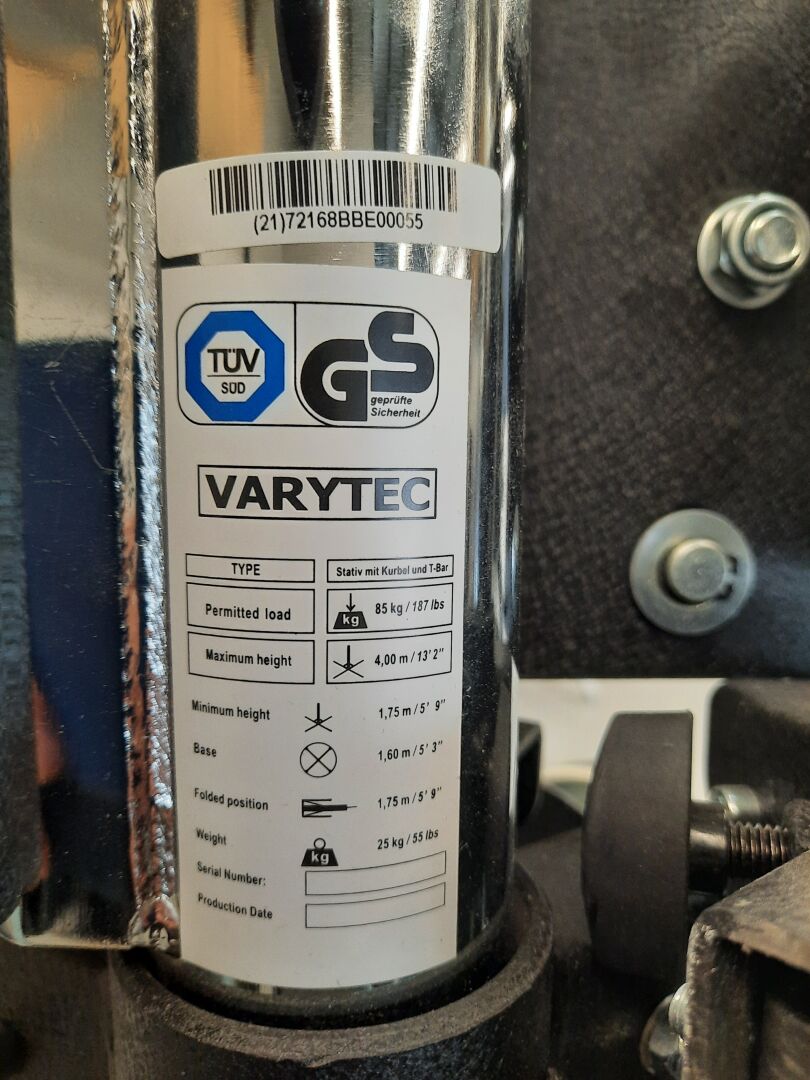 (21)72168BBE00055
TÜV
SÜD
GS
geprüfte
Sicherheit
VARYTEC
TYPE Stativ mit Kurbel und T-Bar
Permitted load kg 85 kg / 187 lbs
Maximum height 4,00 m / 13' 2"
Minimum height 1,75 m / 5' 9"
Base 1,60 m / 5' 3"
Folded position 1,75 m / 5' 9"
Weight kg 25 kg / 55 lbs
Serial Number:
Production Date